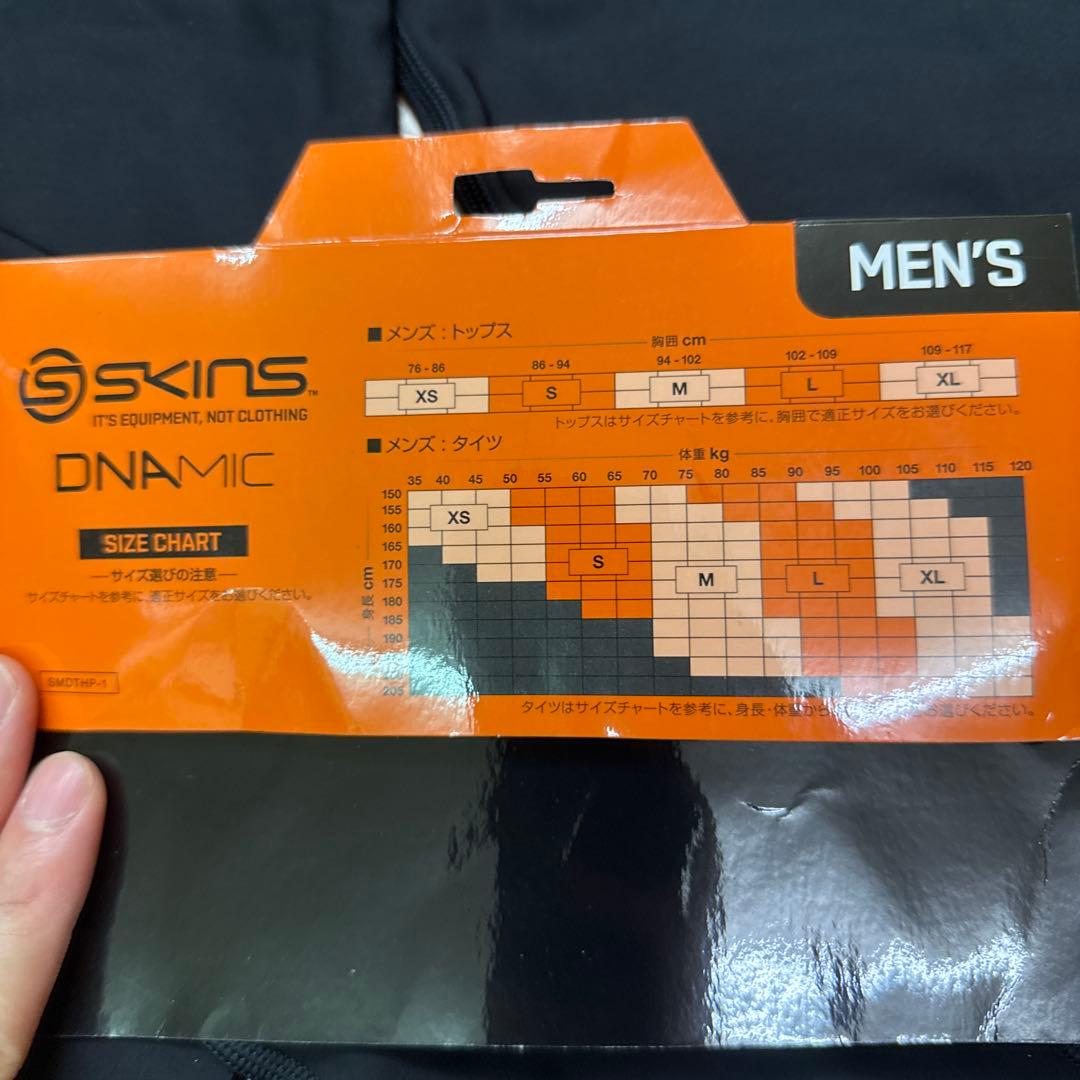 MEN'S
SKINS™
IT'S EQUIPMENT, NOT CLOTHING
DNAMIC
SIZE CHART
サイズ選びの注意
サイズチャートを参考に、適正サイズをお選びください。
SMDTHP-1
■メンズ:トップス
胸囲 cm
76 - 86 86 - 94 94 - 102 102 - 109 109 - 117
XS S M L XL
トップスはサイズチャートを参考に、胸囲で適正サイズをお選びください。
■メンズ:タイツ
体重 kg
35 40 45 50 55 60 65 70 75 80 85 90 95 100 105 110 115 120
身長 cm
150
155
160
165
170
175
180
185
190
205
XS S M L XL
タイツはサイズチャートを参考に、身長・体重から お選びください。